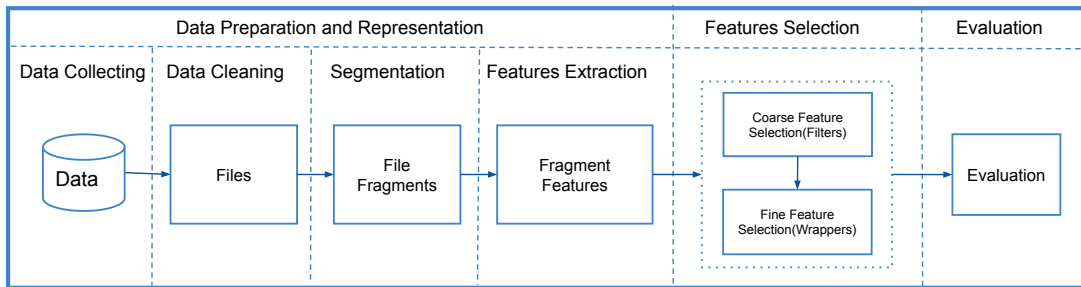 Data Preparation and Representation
Features Selection
Evaluation
Data Collecting
Data Cleaning
Segmentation
Features Extraction
Data
Files
File
Fragments
Fragment
Features
Coarse Feature
Selection(Filters)
Fine Feature
Selection(Wrappers)
Evaluation